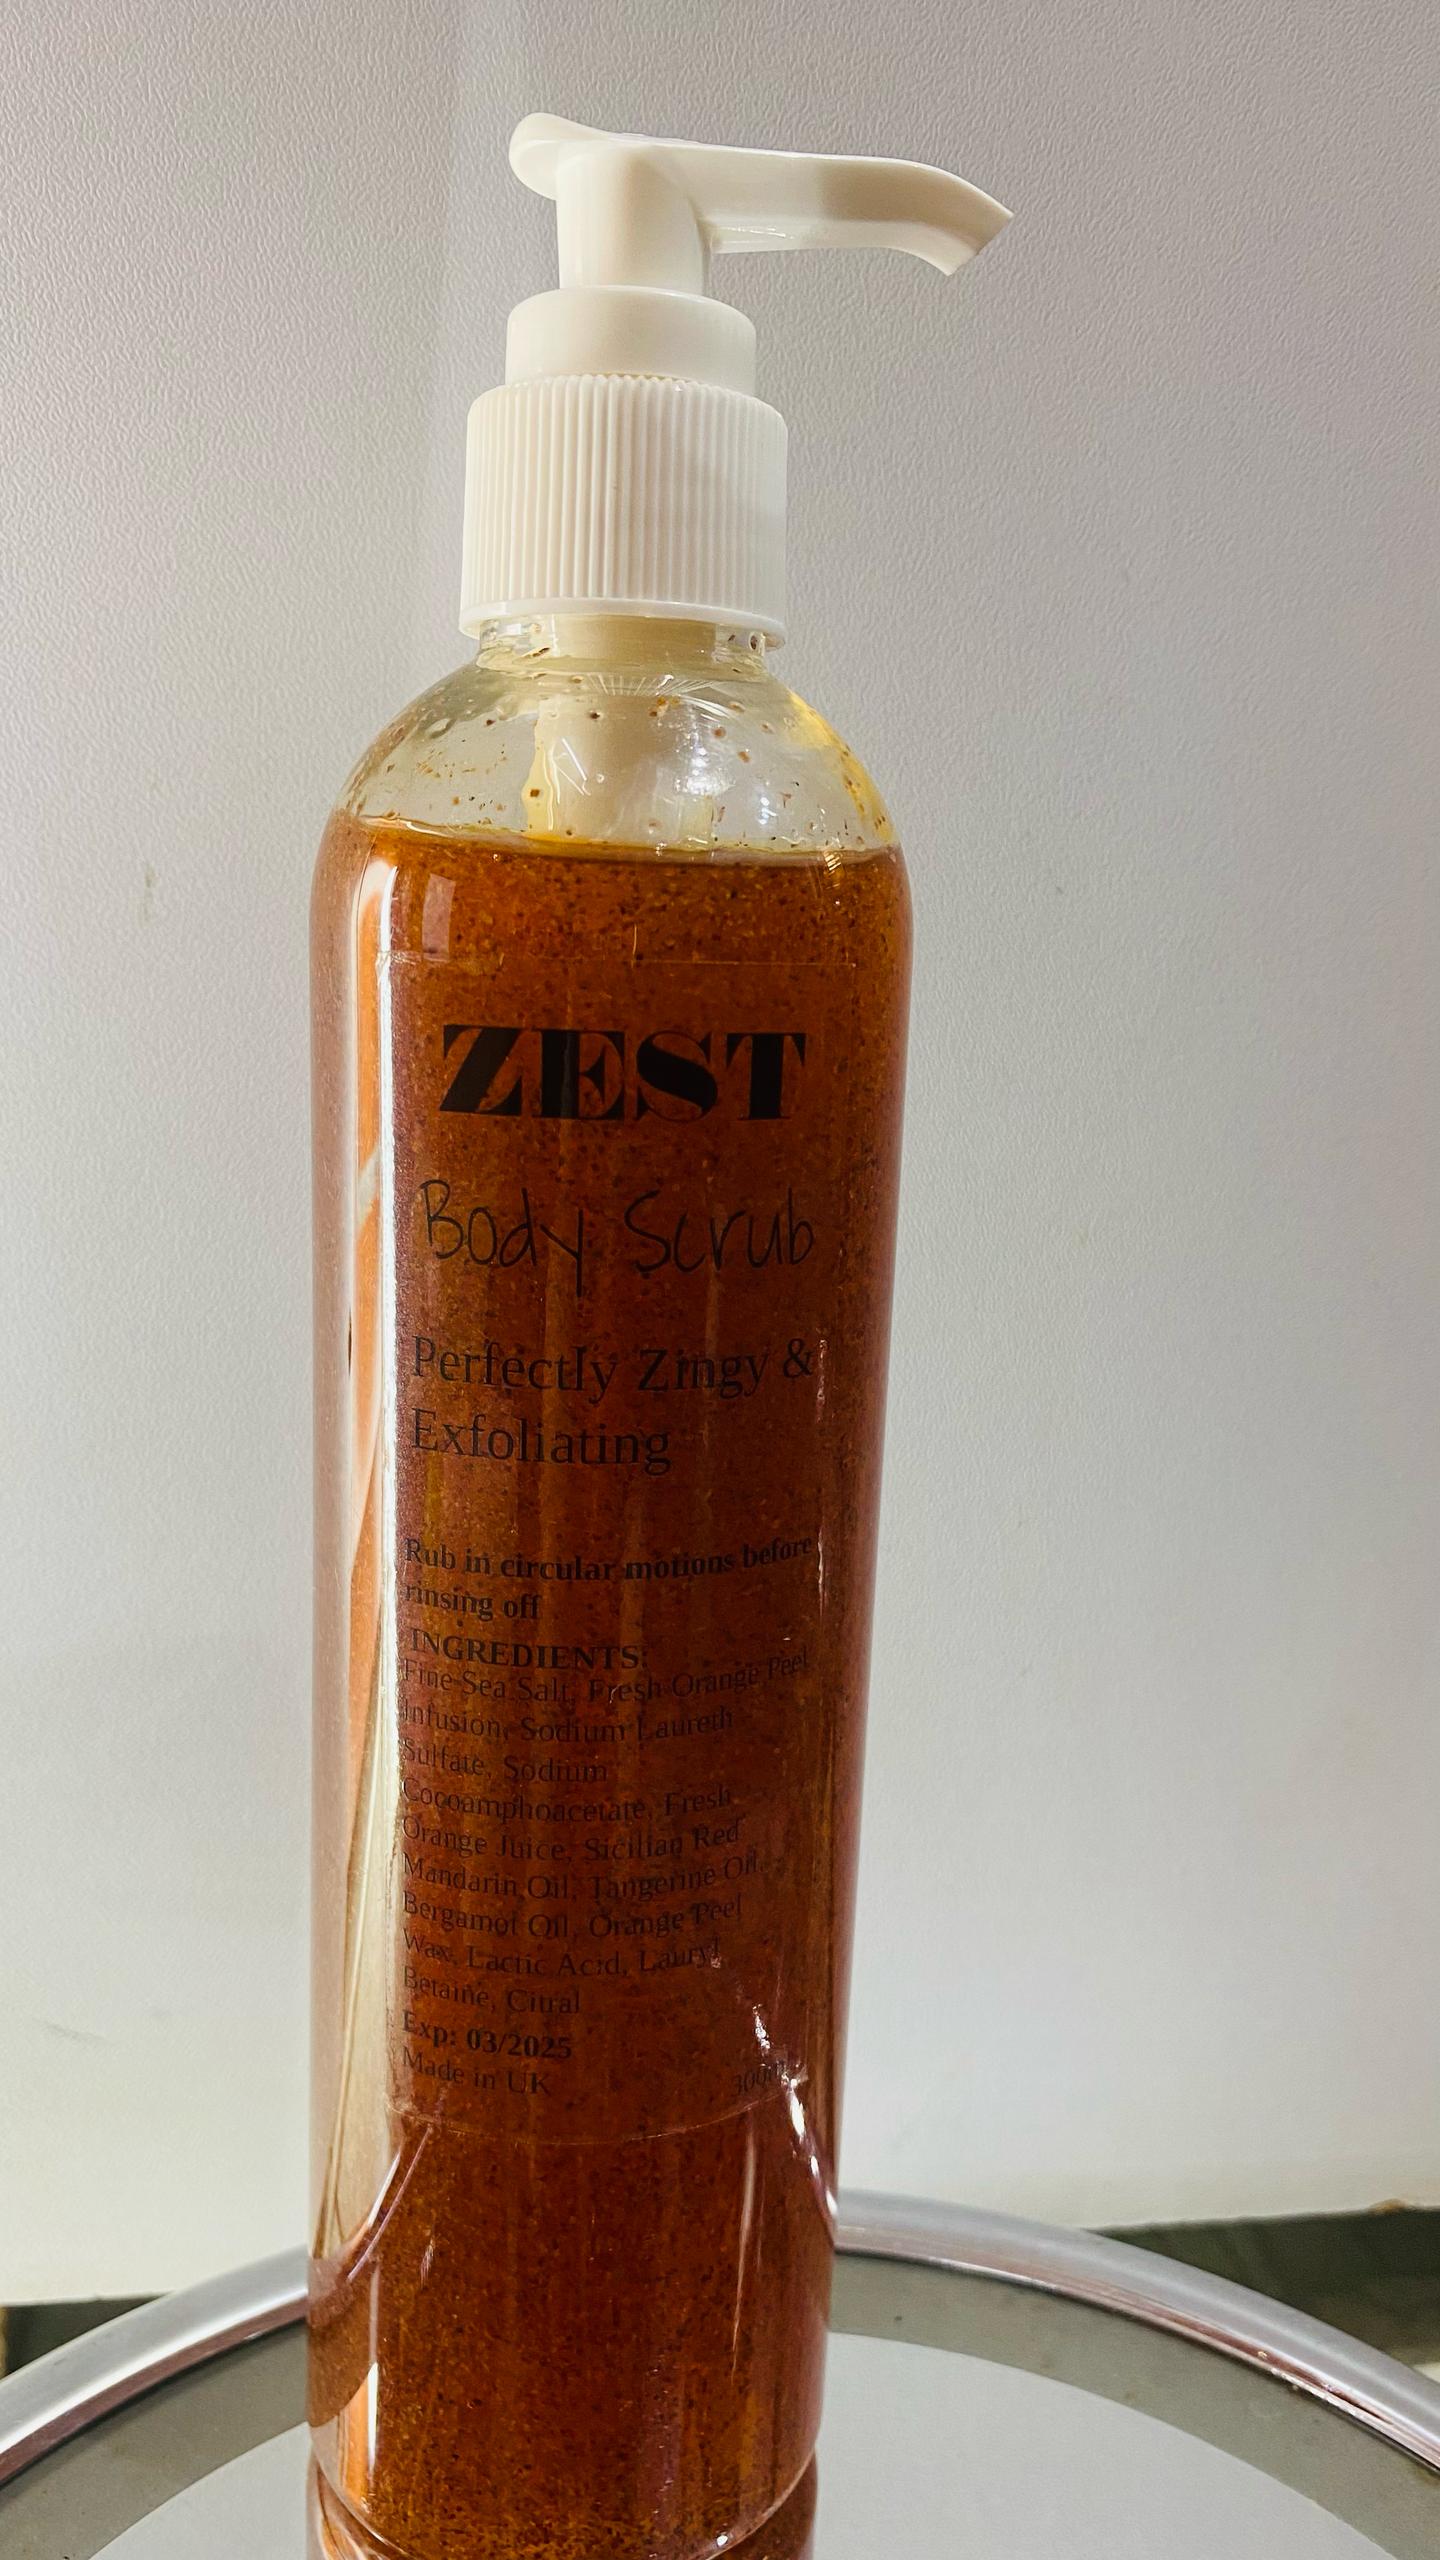 ZEST
Body Scrub
Perfectly Zingy &
Exfoliating
Rub in circular motions before
rinsing off
INGREDIENTS:
Fine Sea Salt, Fresh Orange Peel
Infusion, Sodium Laureth
Sulfate, Sodium
Cocoamphoacetate, Fresh
Orange Juice, Sicilian Red
Mandarin Oil, Tangerine Oil,
Bergamot Oil, Orange Peel
Wax, Lactic Acid, Lauryl
Betaine, Citral
Exp: 03/2025
Made in UK 300ml